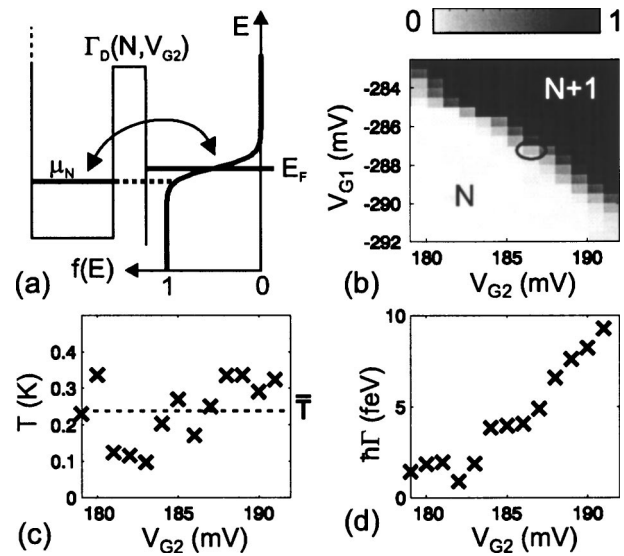 0 1
Γ_D(N,V_G2)
E
μ_N
E_F
f(E)
1
0
(a)
N+1
N
V_G1 (mV)
-284
-286
-288
-290
-292
180 185 190
V_G2 (mV)
(b)
T (K)
0.4
0.3
0.2
0.1
0
T̄
180 185 190
V_G2 (mV)
(c)
ħΓ (feV)
10
5
0
180 185 190
V_G2 (mV)
(d)